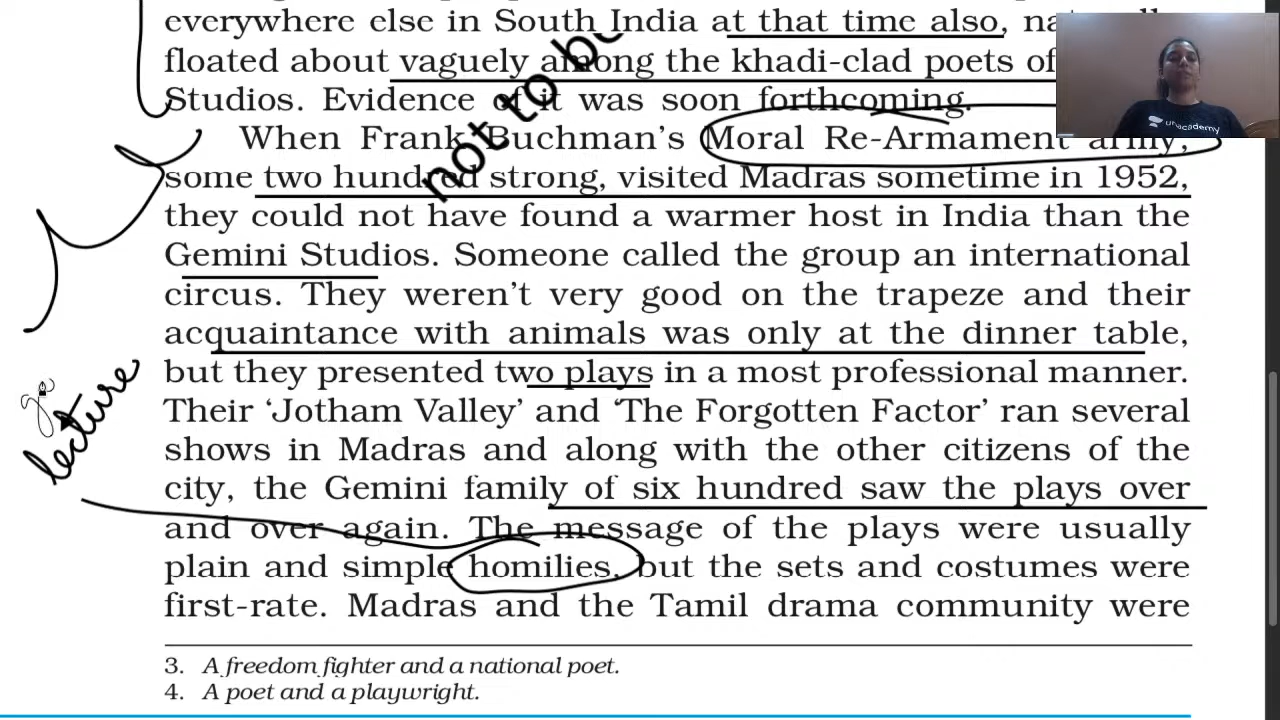 everywhere else in South India at that time also,
floated about vaguely among the khadi-clad poets of
Studios. Evidence of it was soon forthcoming.
When Frank Buchman's Moral Re-Armament army,
some two hundred strong, visited Madras sometime in 1952,
they could not have found a warmer host in India than the
Gemini Studios. Someone called the group an international
circus. They weren't very good on the trapeze and their
acquaintance with animals was only at the dinner table,
but they presented two plays in a most professional manner.
Their 'Jotham Valley' and 'The Forgotten Factor' ran several
shows in Madras and along with the other citizens of the
city, the Gemini family of six hundred saw the plays over
and over again. The message of the plays were usually
plain and simple homilies, but the sets and costumes were
first-rate. Madras and the Tamil drama community were
3. A freedom fighter and a national poet.
4. A poet and a playwright.
not to be
lecture
unacademy